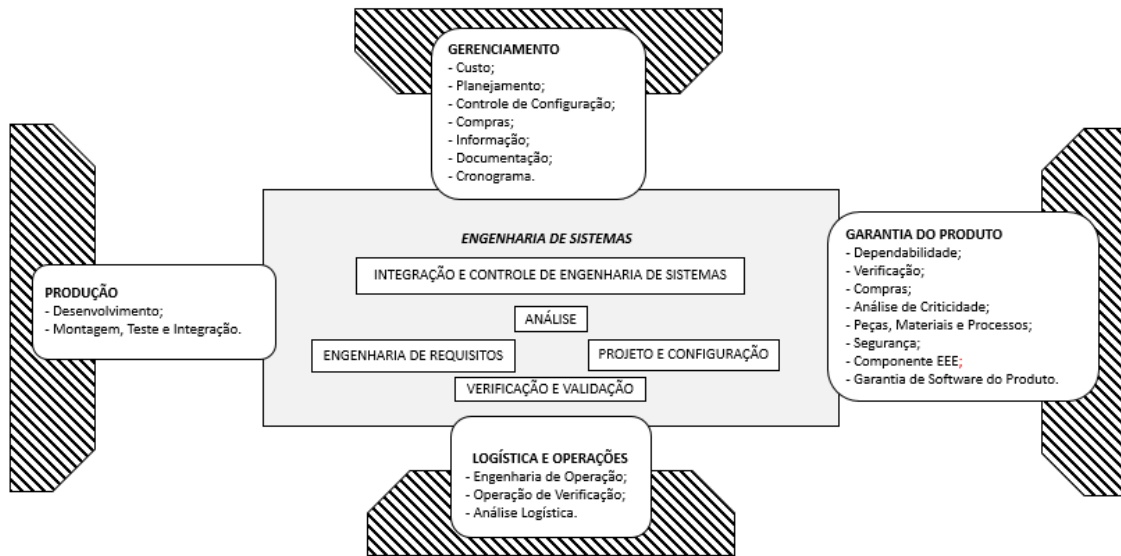 GERENCIAMENTO
- Custo;
- Planejamento;
- Controle de Configuração;
- Compras;
- Informação;
- Documentação;
- Cronograma.
ENGENHARIA DE SISTEMAS
INTEGRAÇÃO E CONTROLE DE ENGENHARIA DE SISTEMAS
ANÁLISE
ENGENHARIA DE REQUISITOS
PROJETO E CONFIGURAÇÃO
VERIFICAÇÃO E VALIDAÇÃO
PRODUÇÃO
- Desenvolvimento;
- Montagem, Teste e Integração.
GARANTIA DO PRODUTO
- Dependabilidade;
- Verificação;
- Compras;
- Análise de Criticidade;
- Peças, Materiais e Processos;
- Segurança;
- Componente EEE;
- Garantia de Software do Produto.
LOGÍSTICA E OPERAÇÕES
- Engenharia de Operação;
- Operação de Verificação;
- Análise Logística.